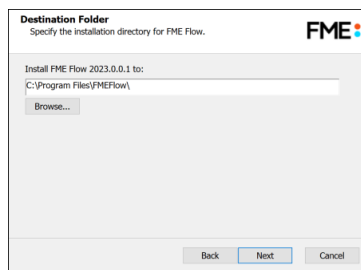 Destination Folder
Specify the installation directory for FME Flow.
FME:
Install FME Flow 2023.0.0.1 to:
C:\Program Files\FMEFlow\
Browse...
Back Next Cancel